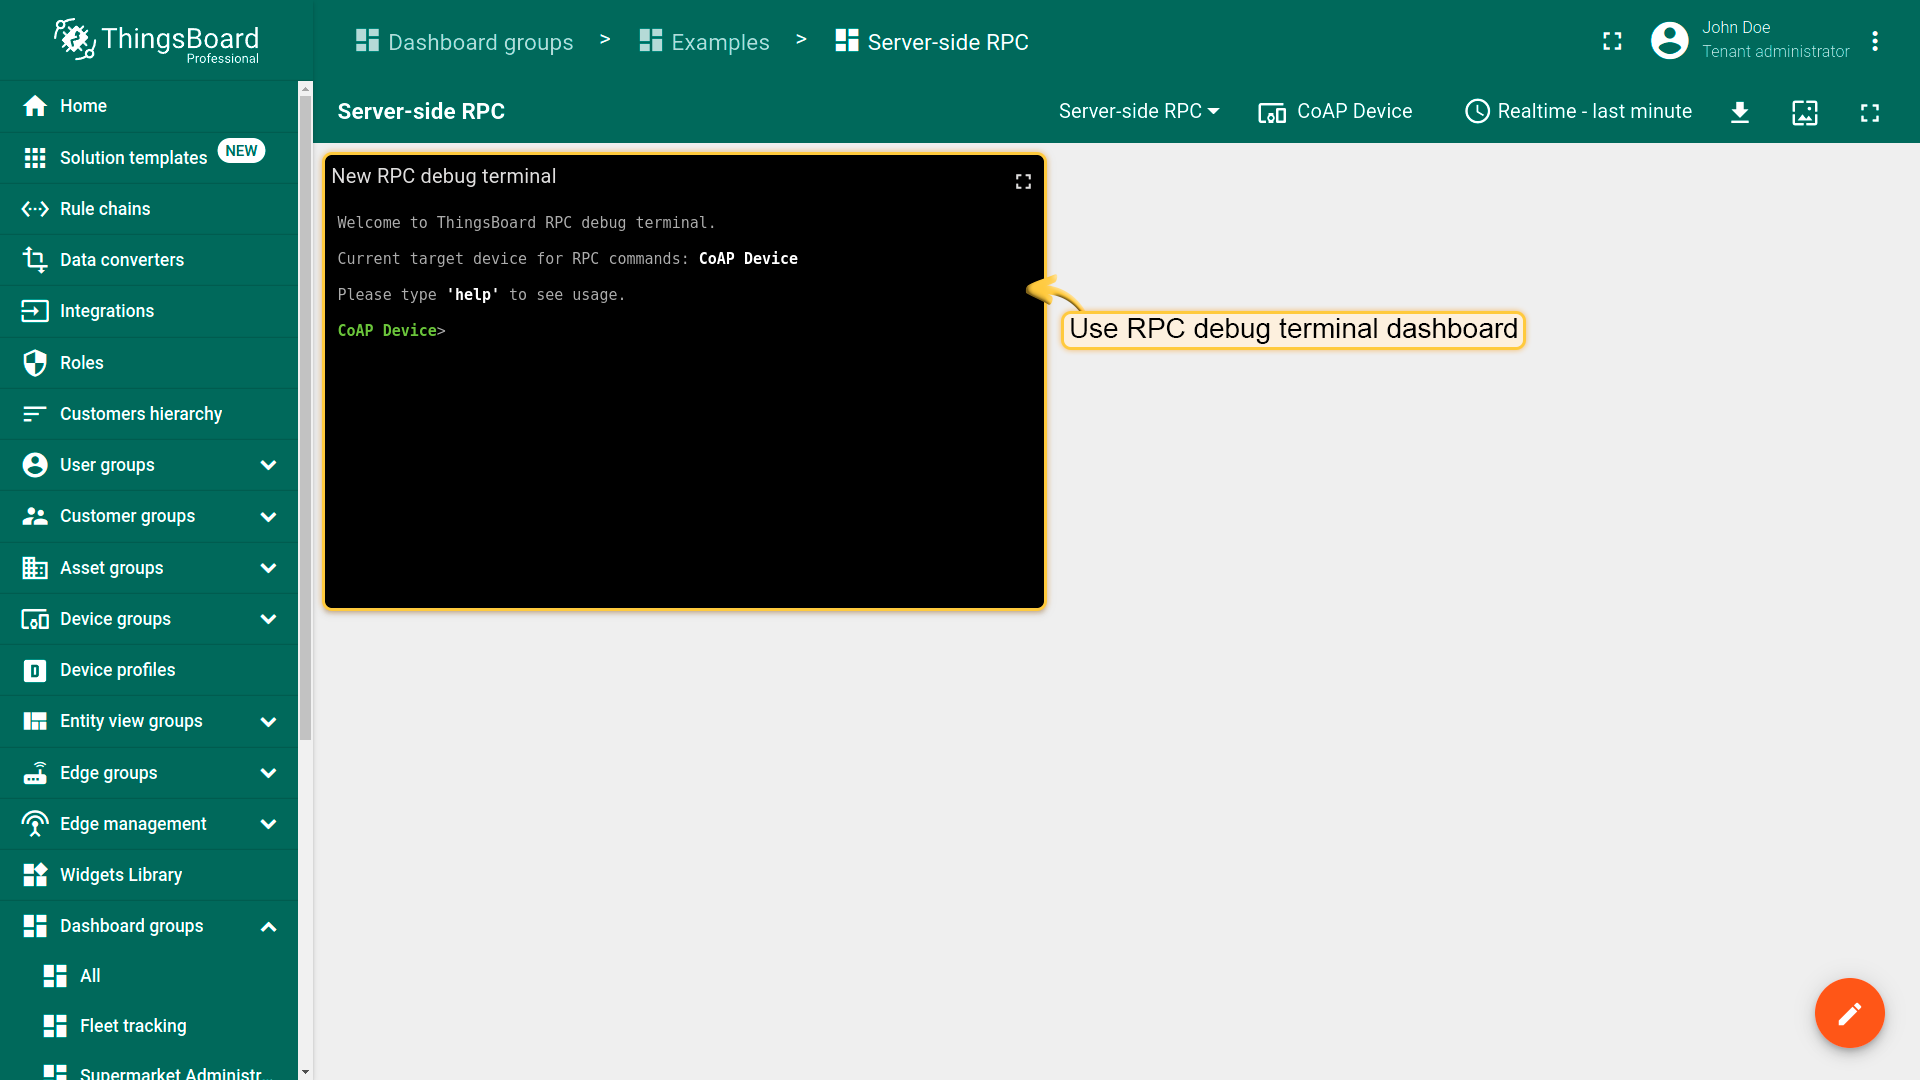 ThingsBoard
Professional
Dashboard groups > Examples > Server-side RPC
John Doe
Tenant administrator
Server-side RPC
Server-side RPC
CoAP Device
Realtime - last minute
Home
Solution templates NEW
Rule chains
Data converters
Integrations
Roles
Customers hierarchy
User groups
Customer groups
Asset groups
Device groups
Device profiles
Entity view groups
Edge groups
Edge management
Widgets Library
Dashboard groups
All
Fleet tracking
Supermarket Administr...
New RPC debug terminal
Welcome to ThingsBoard RPC debug terminal.
Current target device for RPC commands: CoAP Device
Please type 'help' to see usage.
CoAP Device>
Use RPC debug terminal dashboard